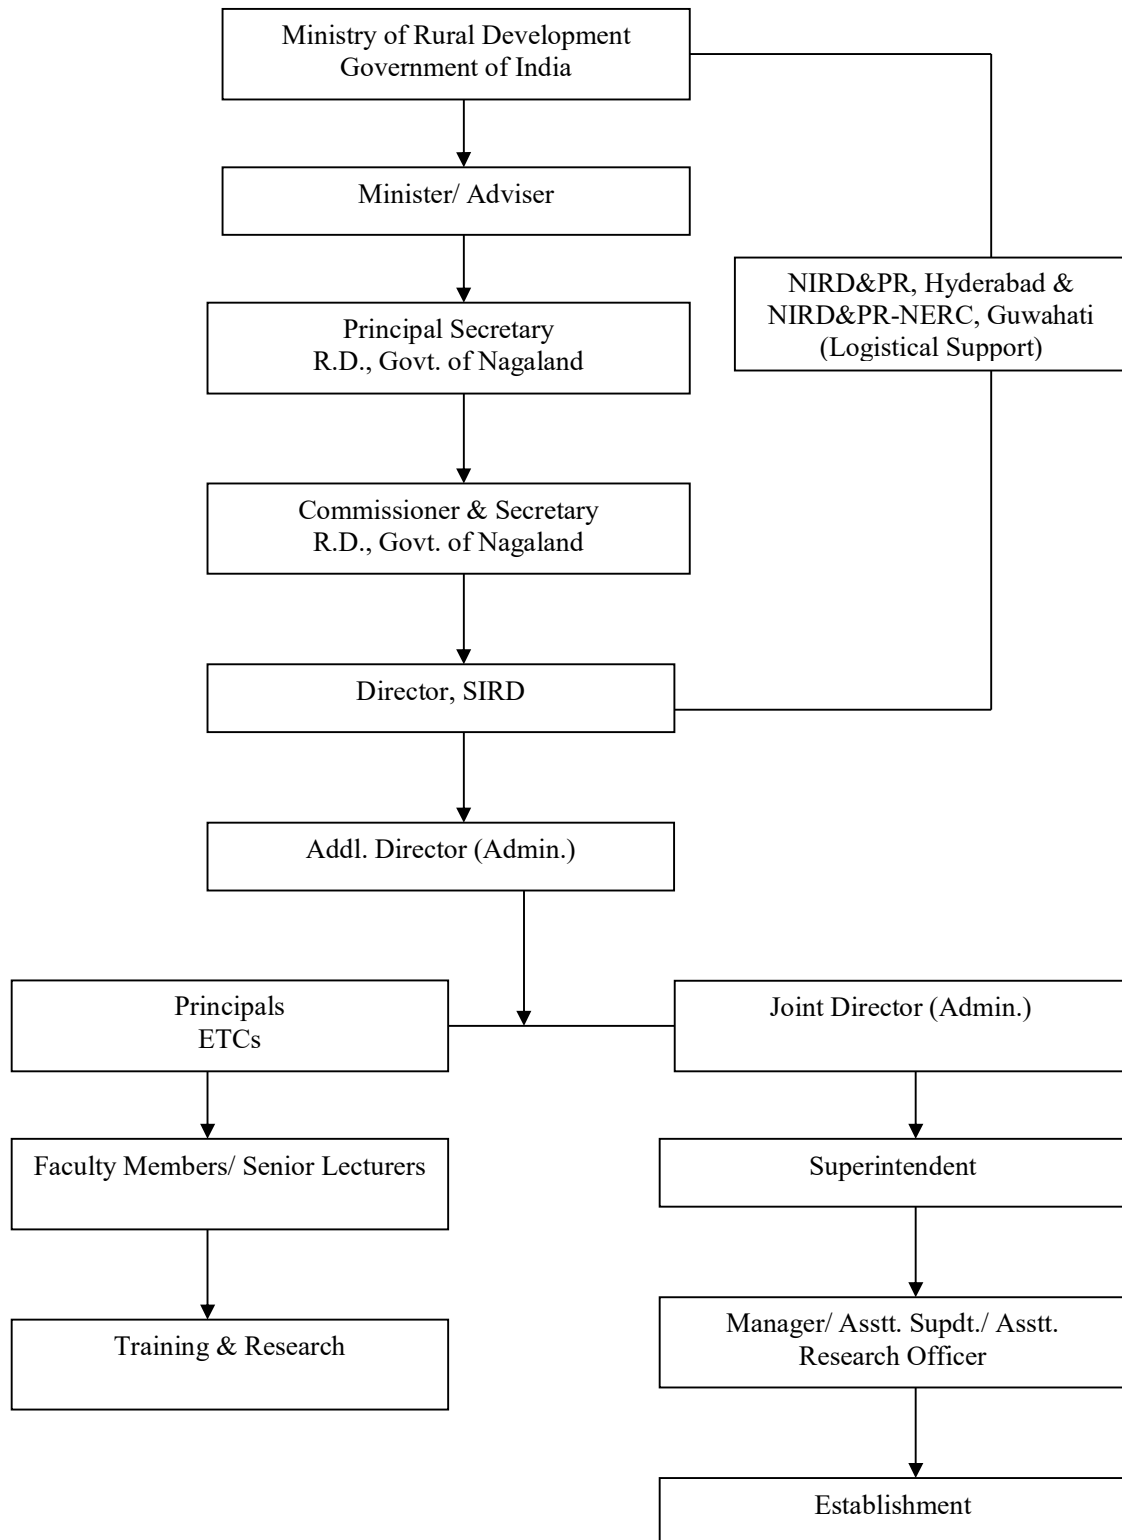 Ministry of Rural Development
Government of India
Minister/ Adviser
NIRD&PR, Hyderabad &
NIRD&PR-NERC, Guwahati
(Logistical Support)
Principal Secretary
R.D., Govt. of Nagaland
Commissioner & Secretary
R.D., Govt. of Nagaland
Director, SIRD
Addl. Director (Admin.)
Principals
ETCs
Joint Director (Admin.)
Faculty Members/ Senior Lecturers
Superintendent
Training & Research
Manager/ Asstt. Supdt./ Asstt.
Research Officer
Establishment